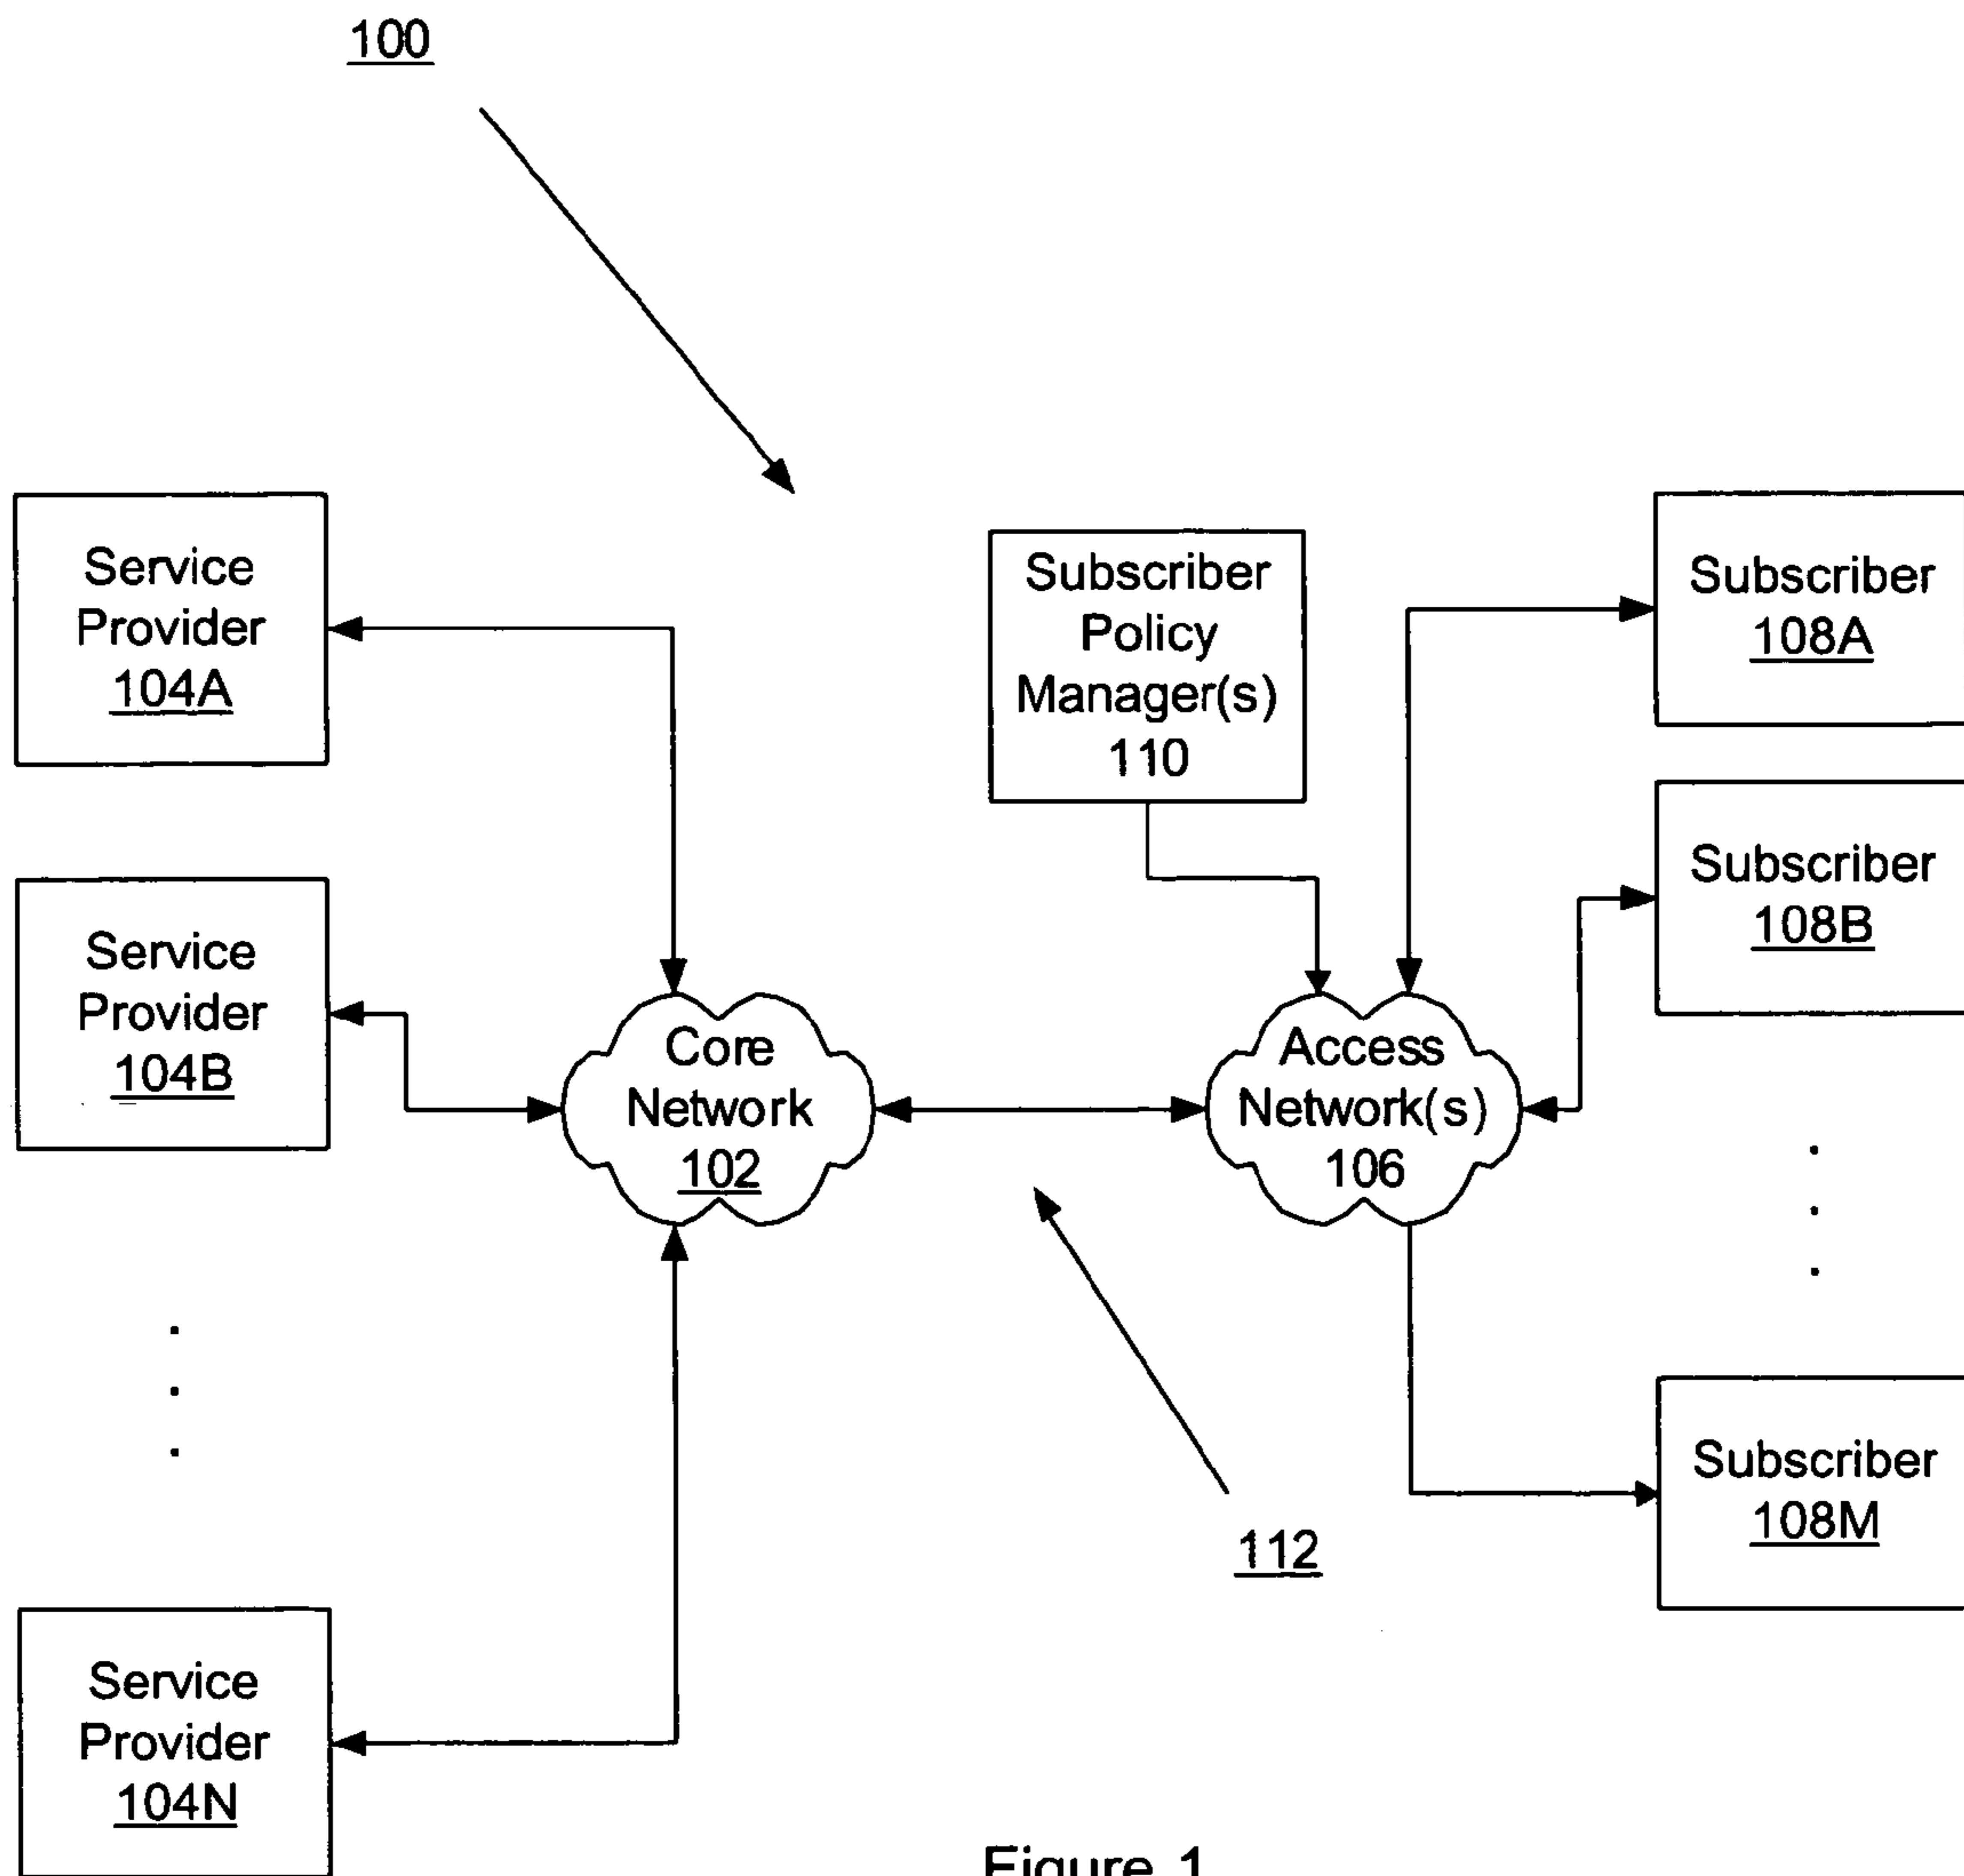 100
Service
Provider
104A
Subscriber
Policy
Manager(s)
110
Subscriber
108A
Subscriber
108B
Service
Provider
104B
Core
Network
102
Access
Network(s)
106
Subscriber
108M
112
Service
Provider
104N
Figure 1